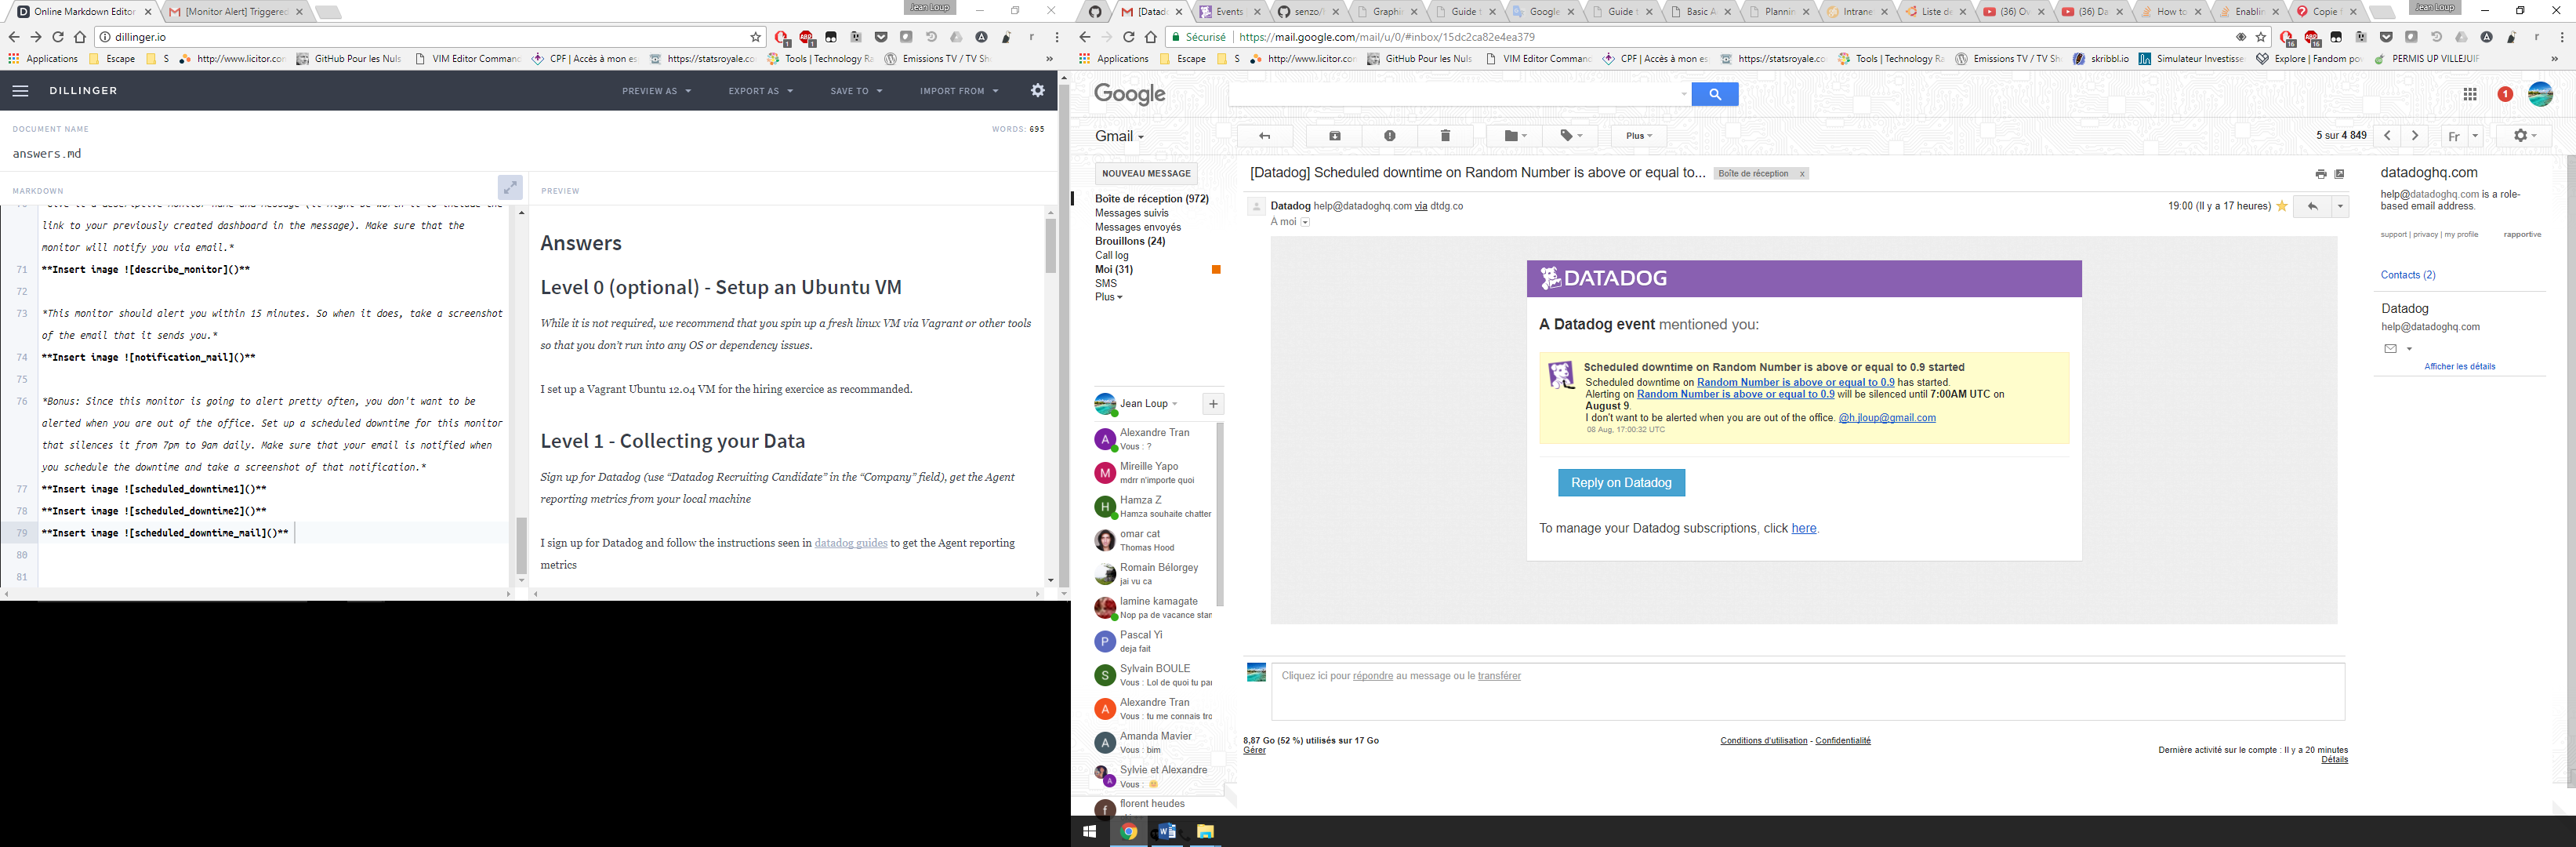 Online Markdown Editor
[Monitor Alert] Triggered
Jean Loup
dillinger.io
Applications
Escape
S
http://www.licitor.cor
GitHub Pour les Nuls
VIM Editor Commanc
CPF | Accès à mon es
https://statsroyale.co
Tools | Technology Ra
Emissions TV / TV Sh
DILLINGER
PREVIEW AS
EXPORT AS
SAVE TO
IMPORT FROM
DOCUMENT NAME
WORDS: 695
answers.md
MARKDOWN
PREVIEW
link to your previously created dashboard in the message). Make sure that the
monitor will notify you via email.*
71 **Insert image ![describe_monitor]()**
72
73 *This monitor should alert you within 15 minutes. So when it does, take a screenshot
of the email that it sends you.*
74 **Insert image ![notification_mail]()**
75
76 *Bonus: Since this monitor is going to alert pretty often, you don't want to be
alerted when you are out of the office. Set up a scheduled downtime for this monitor
that silences it from 7pm to 9am daily. Make sure that your email is notified when
you schedule the downtime and take a screenshot of that notification.*
77 **Insert image ![scheduled_downtime1]()**
78 **Insert image ![scheduled_downtime2]()**
79 **Insert image ![scheduled_downtime_mail]()**
80
81
Answers
Level 0 (optional) - Setup an Ubuntu VM
While it is not required, we recommend that you spin up a fresh linux VM via Vagrant or other tools
so that you don't run into any OS or dependency issues.
I set up a Vagrant Ubuntu 12.04 VM for the hiring exercice as recommanded.
Level 1 - Collecting your Data
Sign up for Datadog (use “Datadog Recruiting Candidate” in the “Company” field), get the Agent
reporting metrics from your local machine
I sign up for Datadog and follow the instructions seen in datadog guides to get the Agent reporting
metrics
[Datad
Events
senzo/
Graphi
Guide t
Google
Guide t
Basic A
Plannin
Intrane
Liste de
(36) Ov
(36) Da
How to
Enablin
Copie f
Jean Loup
Sécurisé
https://mail.google.com/mail/u/0/#inbox/15dc2ca82e4ea379
Applications
Escape
S
http://www.licitor.cor
GitHub Pour les Nuls
VIM Editor Commanc
CPF | Accès à mon es
https://statsroyale.co
Tools | Technology Ra
Emissions TV / TV Sh
skribbl.io
Simulateur Investisse
Explore | Fandom po
PERMIS UP VILLEJUIF
Google
1
Gmail
Plus
5 sur 4 849
Fr
NOUVEAU MESSAGE
Boîte de réception (972)
Messages suivis
Messages envoyés
Brouillons (24)
Call log
Moi (31)
SMS
Plus
Jean Loup
Alexandre Tran
Vous : ?
Mireille Yapo
mdrr n'importe quoi
Hamza Z
Hamza souhaite chatter
omar cat
Thomas Hood
Romain Bélorgey
jai vu ca
lamine kamagate
Nop pa de vacance star
Pascal Yi
deja fait
Sylvain BOULE
Vous : Lol de quoi tu pa
Alexandre Tran
Vous : tu me connais tro
Amanda Mavier
Vous : bim
Sylvie et Alexandre
Vous :
florent heudes
[Datadog] Scheduled downtime on Random Number is above or equal to...
Boîte de réception x
Datadog help@datadoghq.com via dtdg.co
19:00 (Il y a 17 heures)
À moi
DATADOG
A Datadog event mentioned you:
Scheduled downtime on Random Number is above or equal to 0.9 started
Scheduled downtime on Random Number is above or equal to 0.9 has started.
Alerting on Random Number is above or equal to 0.9 will be silenced until 7:00AM UTC on
August 9.
I don't want to be alerted when you are out of the office. @h.jloup@gmail.com
08 Aug, 17:00:32 UTC
Reply on Datadog
To manage your Datadog subscriptions, click here.
Cliquez ici pour répondre au message ou le transférer
8,87 Go (52 %) utilisés sur 17 Go
Gérer
Conditions d'utilisation - Confidentialité
Dernière activité sur le compte : Il y a 20 minutes
Détails
datadoghq.com
help@datadoghq.com is a role-
based email address.
support | privacy | my profile
rapportive
Contacts (2)
Datadog
help@datadoghq.com
Afficher les détails